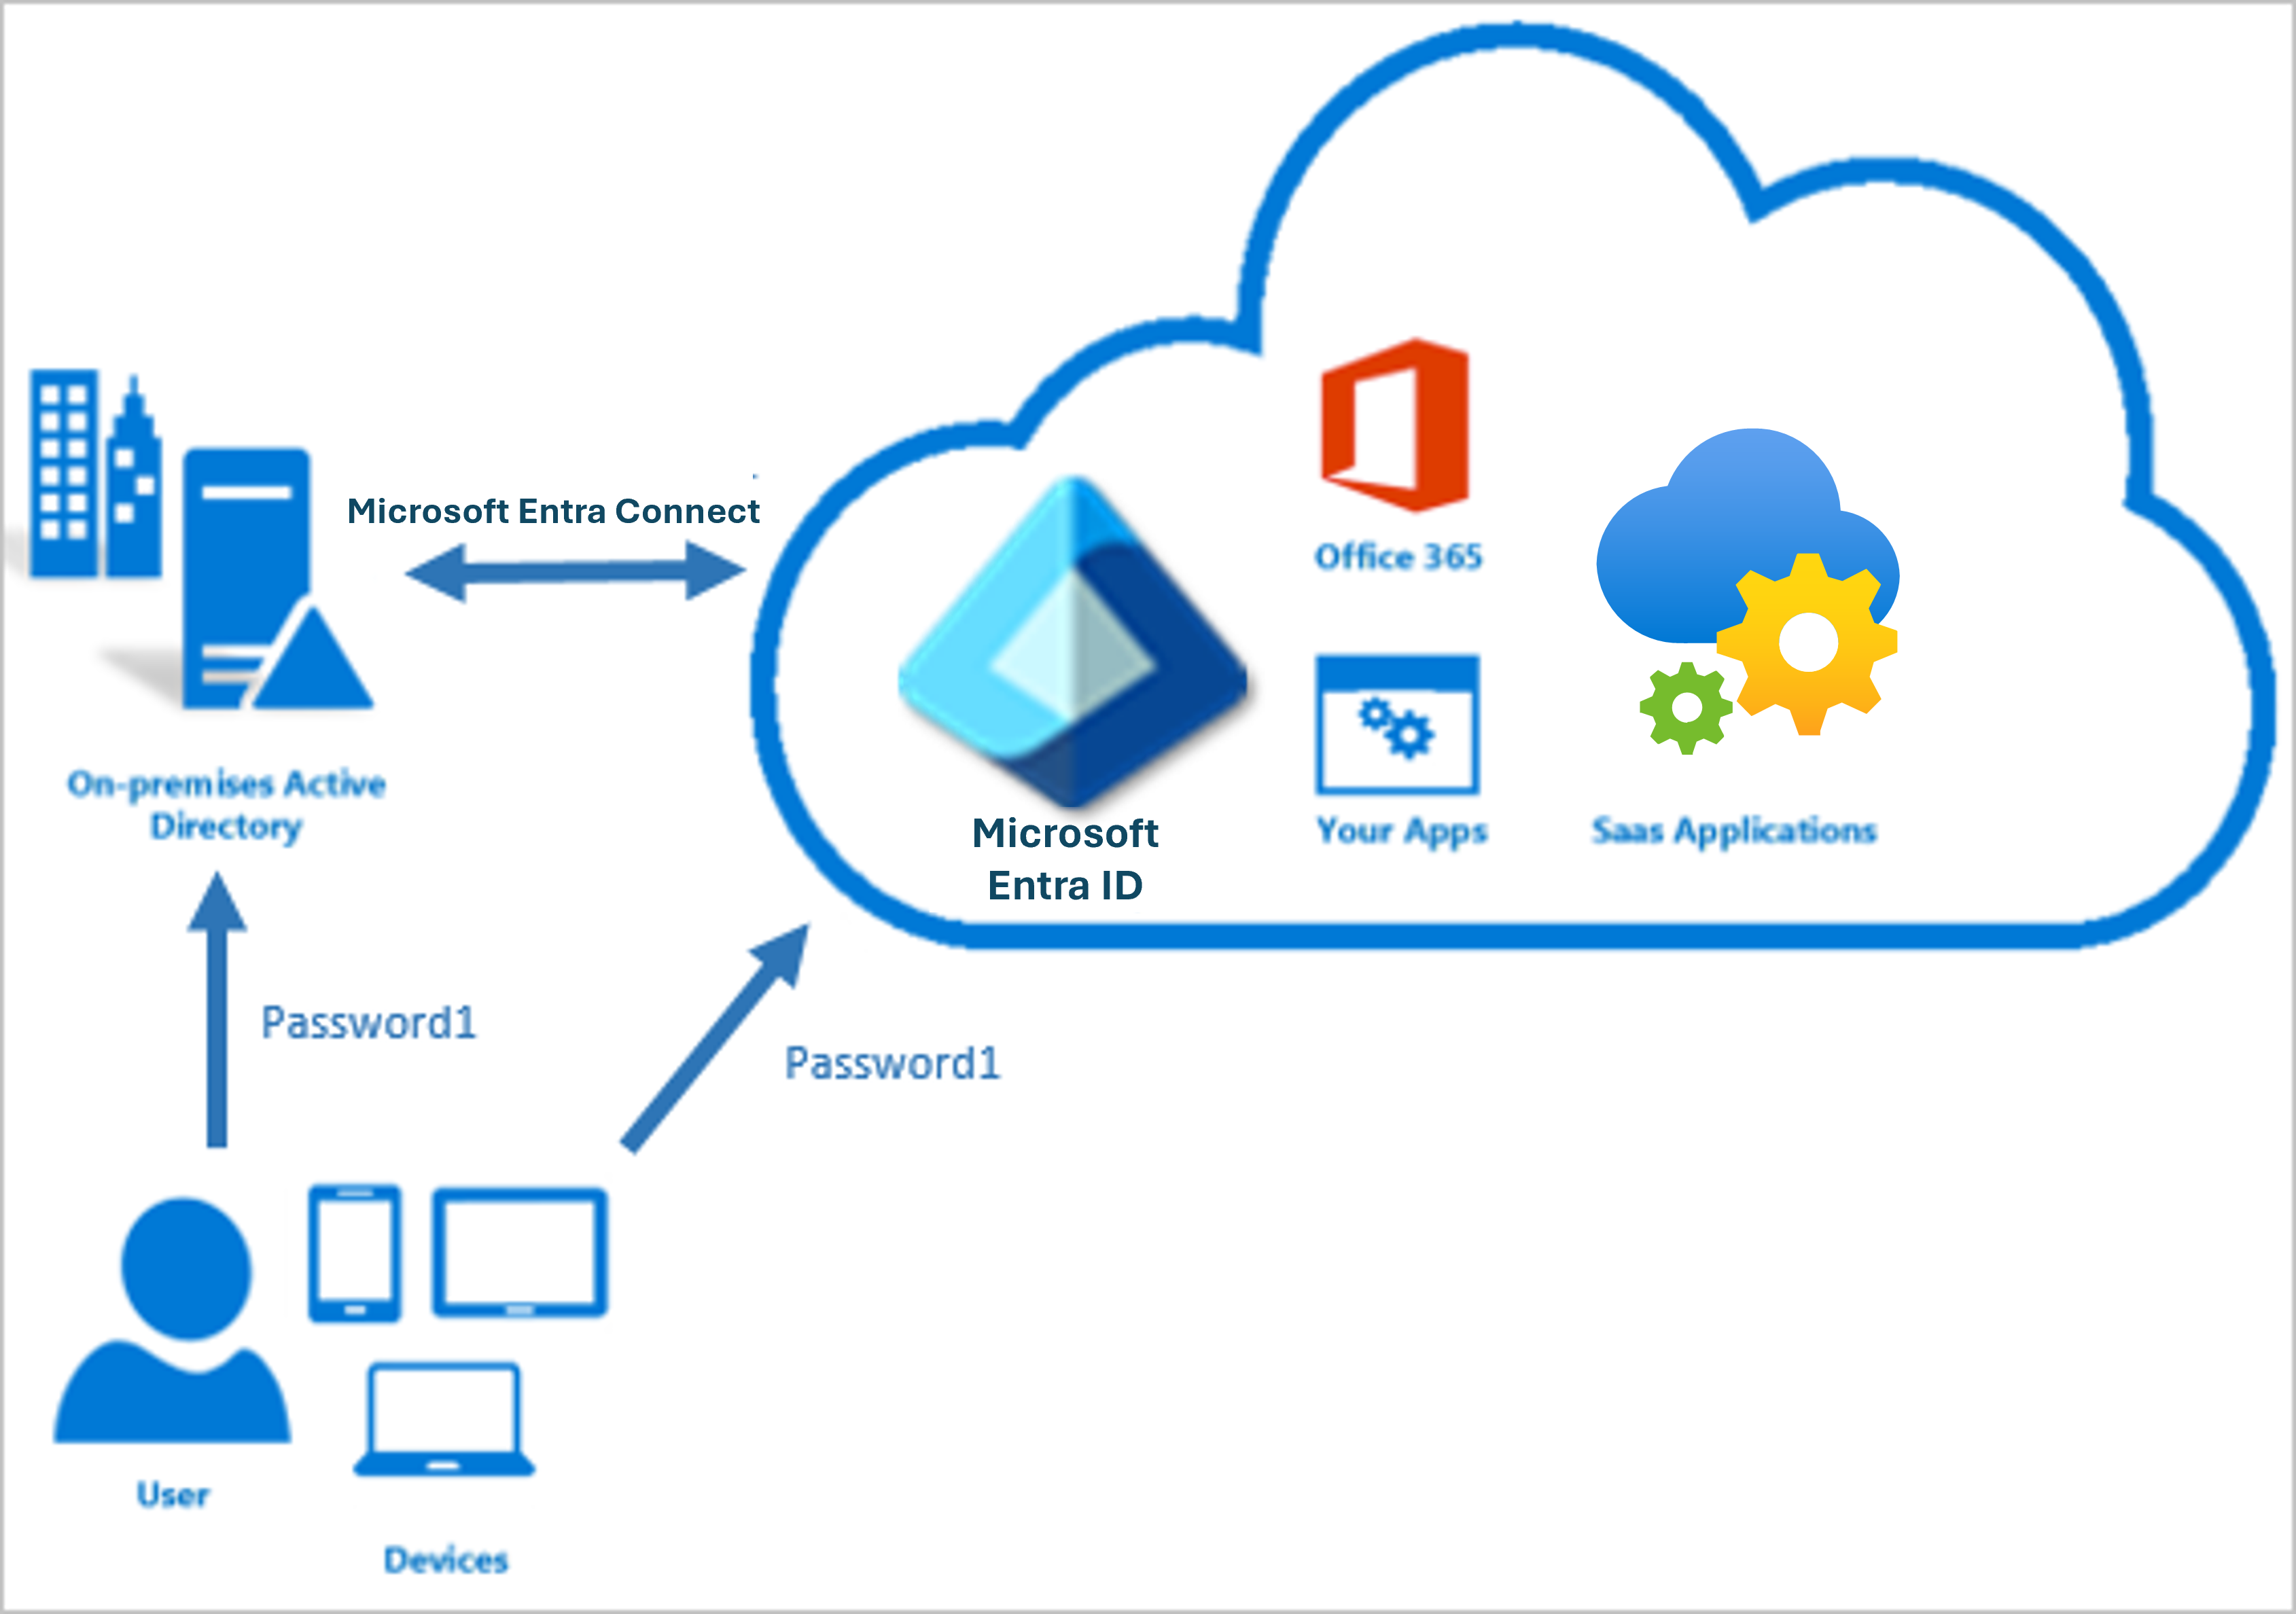 Microsoft Entra Connect
On-premises Active
Directory
Office 365
Your Apps
Saas Applications
Microsoft
Entra ID
Password1
Password1
User
Devices